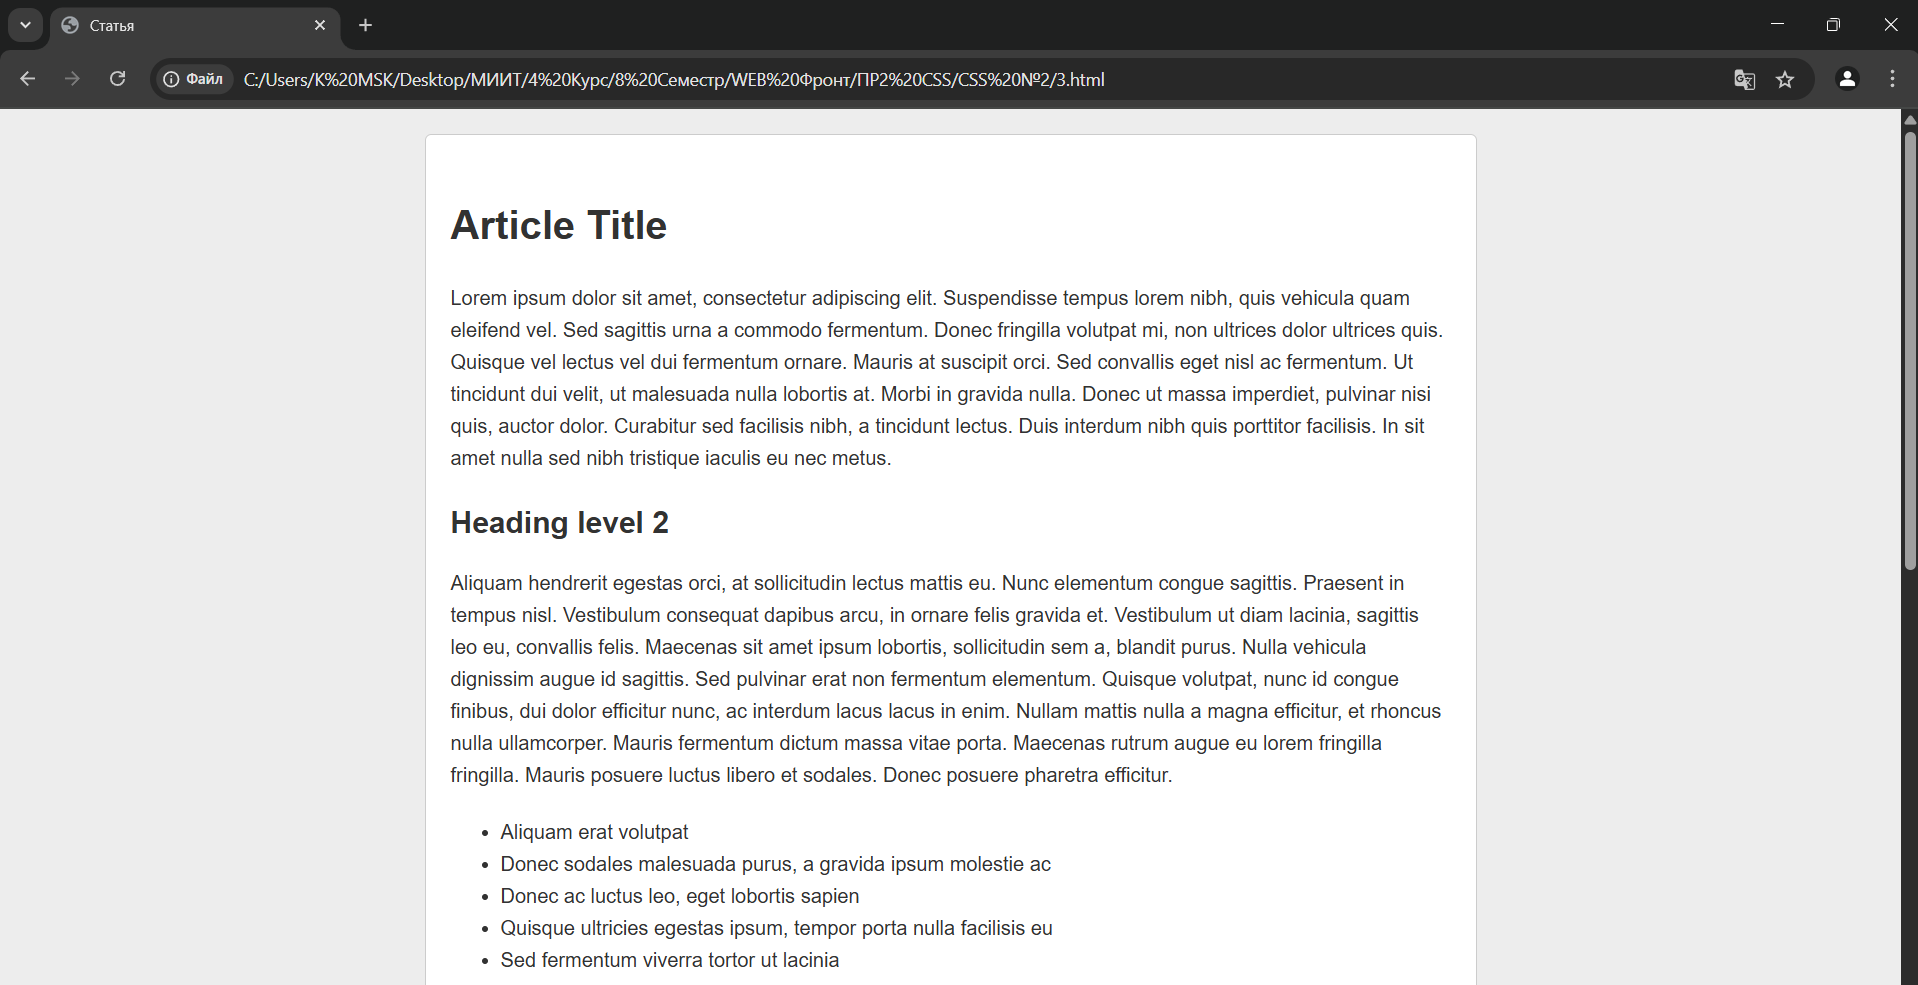 Статья
Файл
C:/Users/K%20MSK/Desktop/МИИТ/4%20Курс/8%20Семестр/WEB%20Фронт/ПР2%20CSS/CSS%20№2/3.html
Article Title
Lorem ipsum dolor sit amet, consectetur adipiscing elit. Suspendisse tempus lorem nibh, quis vehicula quam
eleifend vel. Sed sagittis urna a commodo fermentum. Donec fringilla volutpat mi, non ultrices dolor ultrices quis.
Quisque vel lectus vel dui fermentum ornare. Mauris at suscipit orci. Sed convallis eget nisl ac fermentum. Ut
tincidunt dui velit, ut malesuada nulla lobortis at. Morbi in gravida nulla. Donec ut massa imperdiet, pulvinar nisi
quis, auctor dolor. Curabitur sed facilisis nibh, a tincidunt lectus. Duis interdum nibh quis porttitor facilisis. In sit
amet nulla sed nibh tristique iaculis eu nec metus.
Heading level 2
Aliquam hendrerit egestas orci, at sollicitudin lectus mattis eu. Nunc elementum congue sagittis. Praesent in
tempus nisl. Vestibulum consequat dapibus arcu, in ornare felis gravida et. Vestibulum ut diam lacinia, sagittis
leo eu, convallis felis. Maecenas sit amet ipsum lobortis, sollicitudin sem a, blandit purus. Nulla vehicula
dignissim augue id sagittis. Sed pulvinar erat non fermentum elementum. Quisque volutpat, nunc id congue
finibus, dui dolor efficitur nunc, ac interdum lacus lacus in enim. Nullam mattis nulla a magna efficitur, et rhoncus
nulla ullamcorper. Mauris fermentum dictum massa vitae porta. Maecenas rutrum augue eu lorem fringilla
fringilla. Mauris posuere luctus libero et sodales. Donec posuere pharetra efficitur.
• Aliquam erat volutpat
• Donec sodales malesuada purus, a gravida ipsum molestie ac
• Donec ac luctus leo, eget lobortis sapien
• Quisque ultricies egestas ipsum, tempor porta nulla facilisis eu
• Sed fermentum viverra tortor ut lacinia